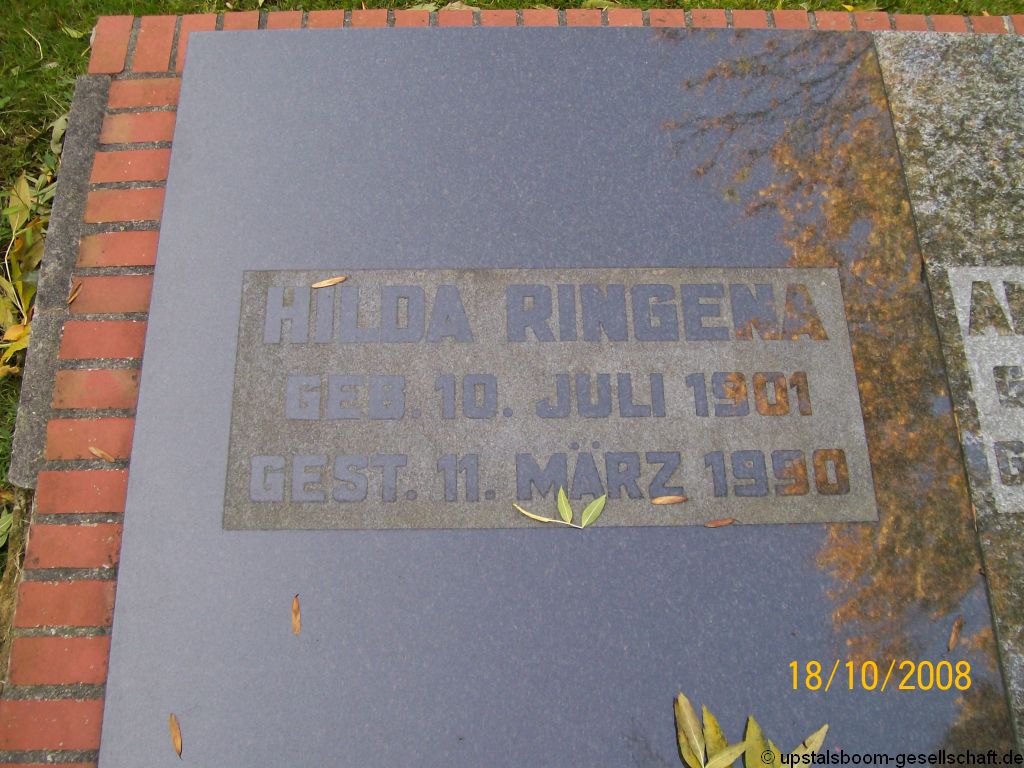 HILDA RINGENA
GEB. 10. JULI 1901
GEST. 11. MÄRZ 1990
18/10/2008
© upstalsboom-gesellschaft.de